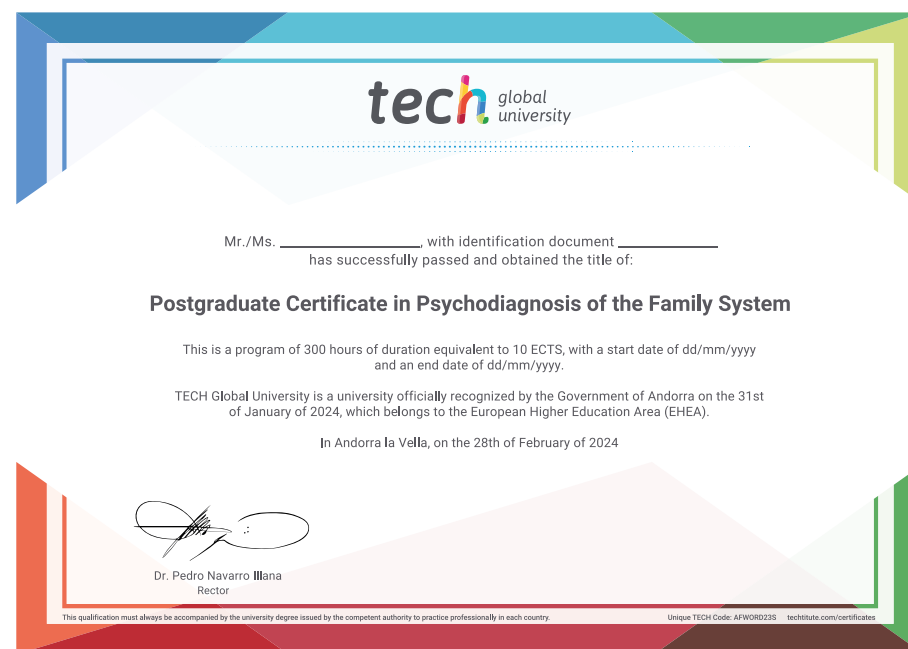 tech global university
Mr./Ms. ____________________, with identification document ______________
has successfully passed and obtained the title of:
Postgraduate Certificate in Psychodiagnosis of the Family System
This is a program of 300 hours of duration equivalent to 10 ECTS, with a start date of dd/mm/yyyy
and an end date of dd/mm/yyyy.
TECH Global University is a university officially recognized by the Government of Andorra on the 31st
of January of 2024, which belongs to the European Higher Education Area (EHEA).
In Andorra la Vella, on the 28th of February of 2024
Dr. Pedro Navarro Illana
Rector
This qualification must always be accompanied by the university degree issued by the competent authority to practice professionally in each country. Unique TECH Code: AFWORD23S techtitute.com/certificates